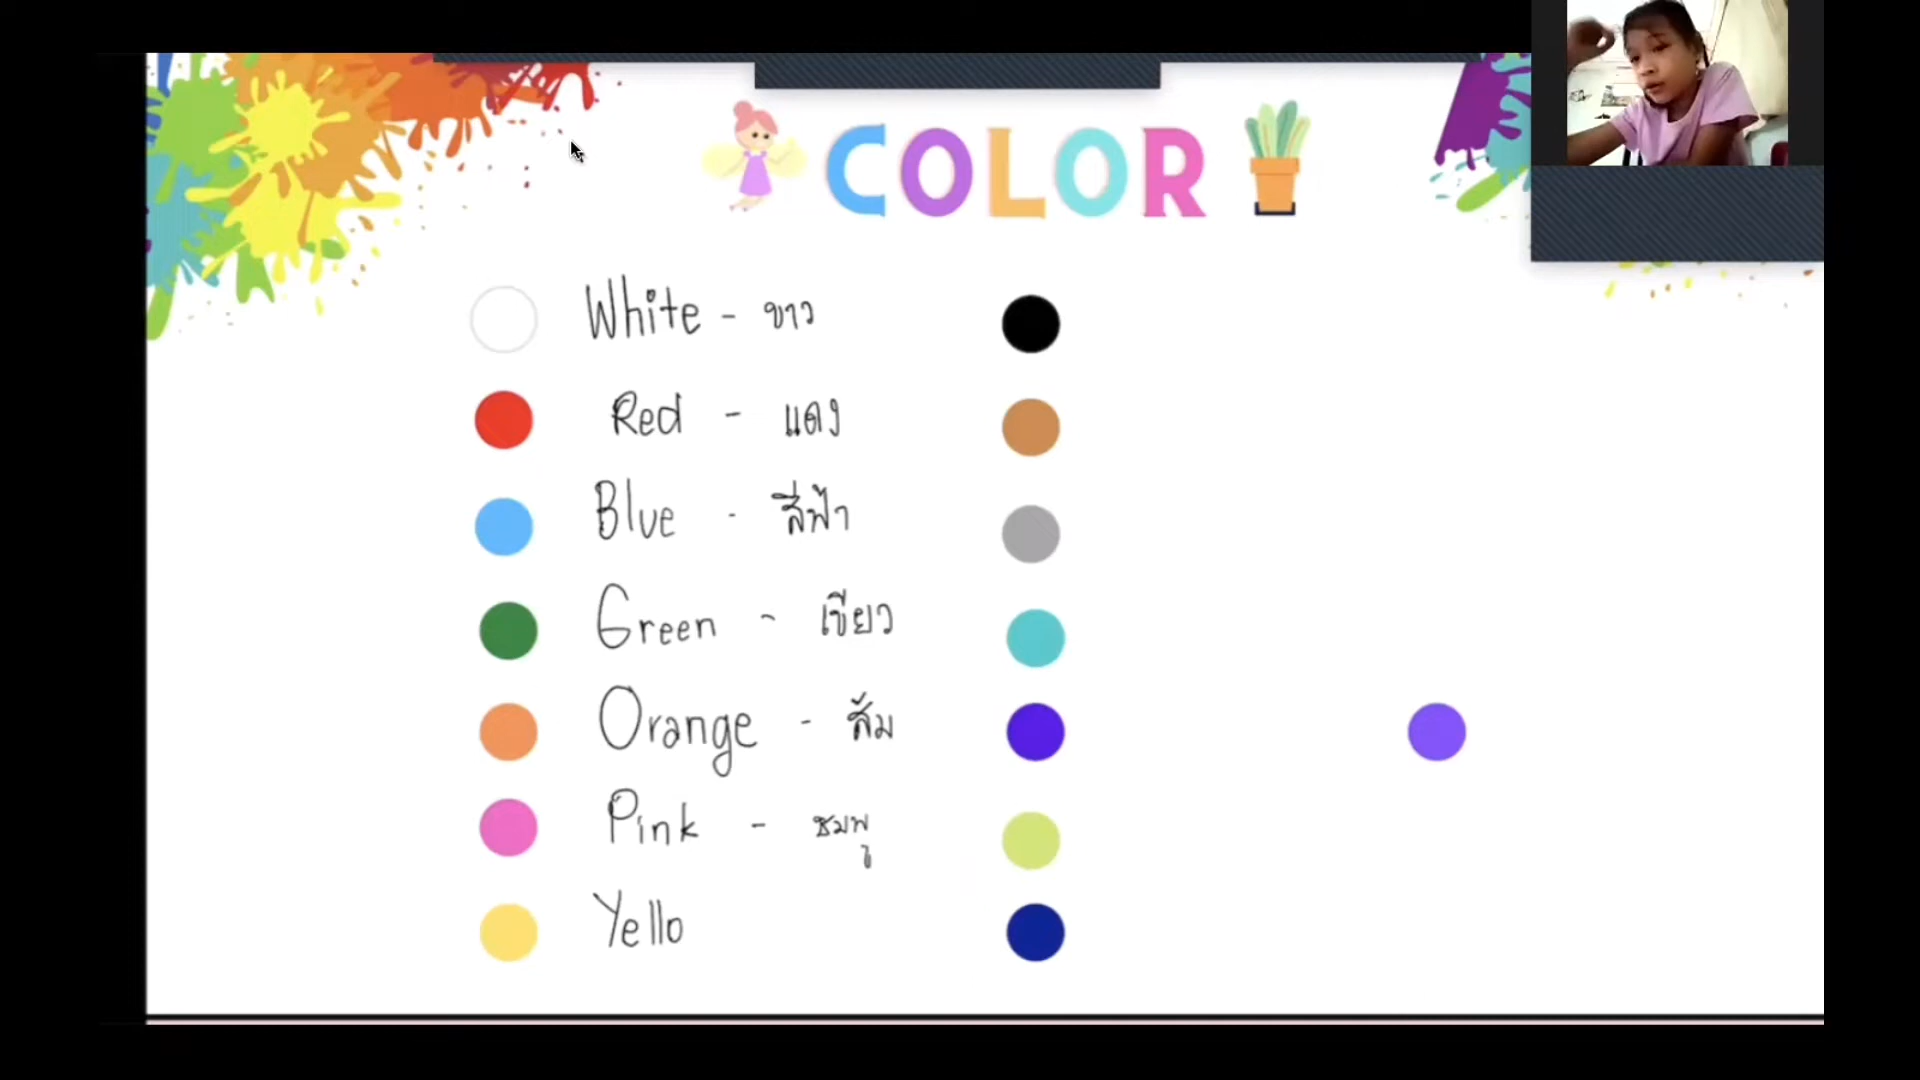 COLOR
White - ขาว
Red - แดง
Blue - สีฟ้า
Green - เขียว
Orange - ส้ม
Pink - ชมพู
Yello